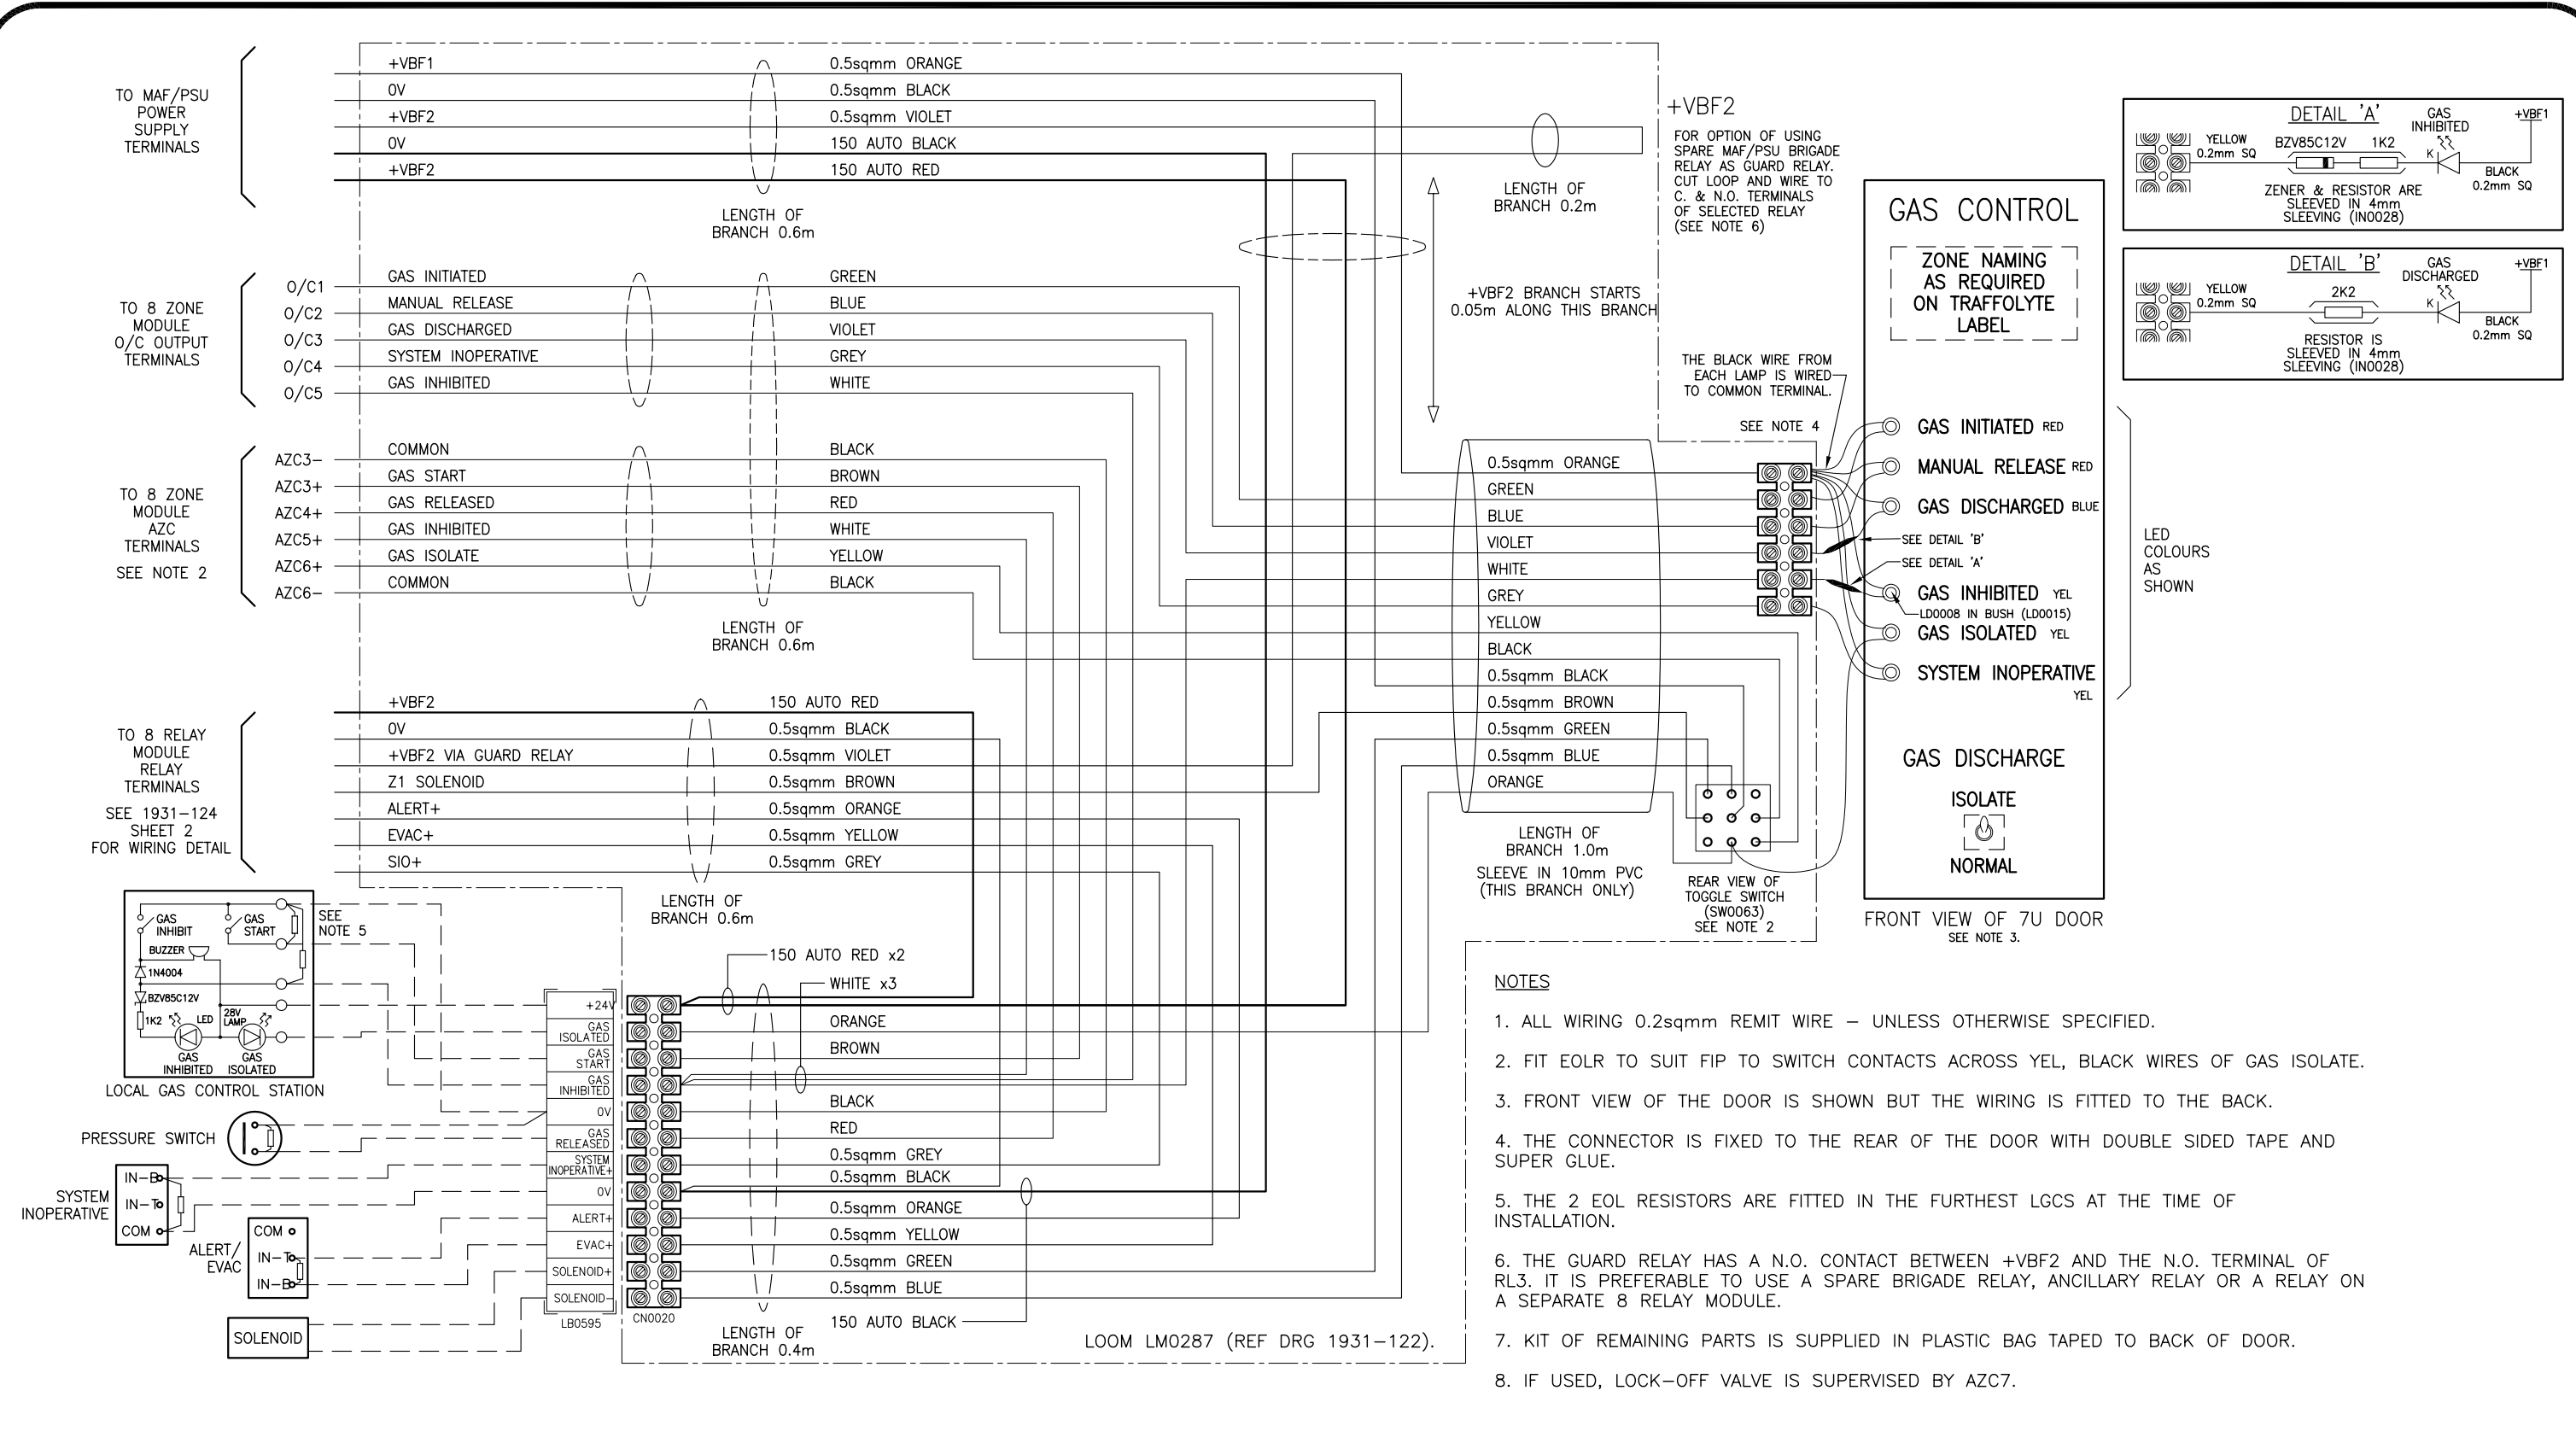 TO MAF/PSU
POWER
SUPPLY
TERMINALS
+VBF1
0V
+VBF2
0V
+VBF2
0.5sqmm ORANGE
0.5sqmm BLACK
0.5sqmm VIOLET
150 AUTO BLACK
150 AUTO RED
LENGTH OF
BRANCH 0.6m
LENGTH OF
BRANCH 0.2m
+VBF2
FOR OPTION OF USING
SPARE MAF/PSU BRIGADE
RELAY AS GUARD RELAY.
CUT LOOP AND WIRE TO
C. & N.O. TERMINALS
OF SELECTED RELAY
(SEE NOTE 6)
+VBF2 BRANCH STARTS
0.05m ALONG THIS BRANCH
TO 8 ZONE
MODULE
O/C OUTPUT
TERMINALS
O/C1
O/C2
O/C3
O/C4
O/C5
GAS INITIATED
MANUAL RELEASE
GAS DISCHARGED
SYSTEM INOPERATIVE
GAS INHIBITED
GREEN
BLUE
VIOLET
GREY
WHITE
TO 8 ZONE
MODULE
AZC
TERMINALS
SEE NOTE 2
AZC3-
AZC3+
AZC4+
AZC5+
AZC6+
AZC6-
COMMON
GAS START
GAS RELEASED
GAS INHIBITED
GAS ISOLATE
COMMON
BLACK
BROWN
RED
WHITE
YELLOW
BLACK
LENGTH OF
BRANCH 0.6m
TO 8 RELAY
MODULE
RELAY
TERMINALS
SEE 1931-124
SHEET 2
FOR WIRING DETAIL
+VBF2
0V
+VBF2 VIA GUARD RELAY
Z1 SOLENOID
ALERT+
EVAC+
SIO+
150 AUTO RED
0.5sqmm BLACK
0.5sqmm VIOLET
0.5sqmm BROWN
0.5sqmm ORANGE
0.5sqmm YELLOW
0.5sqmm GREY
LENGTH OF
BRANCH 0.6m
GAS
INHIBIT
GAS
START
BUZZER
1N4004
BZV85C12V
1K2
LED
28V
LAMP
GAS
INHIBITED
GAS
ISOLATED
SEE
NOTE 5
LOCAL GAS CONTROL STATION
PRESSURE SWITCH
SYSTEM
INOPERATIVE
IN-B
IN-T
COM
ALERT/
EVAC
COM
IN-T
IN-B
SOLENOID
+24V
GAS
ISOLATED
GAS
START
GAS
INHIBITED
0V
GAS
RELEASED
SYSTEM
INOPERATIVE+
0V
ALERT+
EVAC+
SOLENOID+
SOLENOID-
LB0595
CN0020
150 AUTO RED x2
WHITE x3
ORANGE
BROWN
BLACK
RED
0.5sqmm GREY
0.5sqmm BLACK
0.5sqmm ORANGE
0.5sqmm YELLOW
0.5sqmm GREEN
0.5sqmm BLUE
150 AUTO BLACK
LENGTH OF
BRANCH 0.4m
LOOM LM0287 (REF DRG 1931-122).
THE BLACK WIRE FROM
EACH LAMP IS WIRED
TO COMMON TERMINAL.
SEE NOTE 4
0.5sqmm ORANGE
GREEN
BLUE
VIOLET
WHITE
GREY
YELLOW
BLACK
0.5sqmm BLACK
0.5sqmm BROWN
0.5sqmm GREEN
0.5sqmm BLUE
ORANGE
LENGTH OF
BRANCH 1.0m
SLEEVE IN 10mm PVC
(THIS BRANCH ONLY)
REAR VIEW OF
TOGGLE SWITCH
(SW0063)
SEE NOTE 2
GAS CONTROL
ZONE NAMING
AS REQUIRED
ON TRAFFOLYTE
LABEL
GAS INITIATED RED
MANUAL RELEASE RED
GAS DISCHARGED BLUE
SEE DETAIL 'B'
SEE DETAIL 'A'
GAS INHIBITED YEL
LD0008 IN BUSH (LD0015)
GAS ISOLATED YEL
SYSTEM INOPERATIVE
YEL
GAS DISCHARGE
ISOLATE
NORMAL
FRONT VIEW OF 7U DOOR
SEE NOTE 3.
LED
COLOURS
AS
SHOWN
DETAIL 'A'
YELLOW
0.2mm SQ
BZV85C12V
1K2
GAS
INHIBITED
K
+VBF1
BLACK
0.2mm SQ
ZENER & RESISTOR ARE
SLEEVED IN 4mm
SLEEVING (IN0028)
DETAIL 'B'
YELLOW
0.2mm SQ
2K2
GAS
DISCHARGED
K
+VBF1
BLACK
0.2mm SQ
RESISTOR IS
SLEEVED IN 4mm
SLEEVING (IN0028)
NOTES
1. ALL WIRING 0.2sqmm REMIT WIRE – UNLESS OTHERWISE SPECIFIED.
2. FIT EOLR TO SUIT FIP TO SWITCH CONTACTS ACROSS YEL, BLACK WIRES OF GAS ISOLATE.
3. FRONT VIEW OF THE DOOR IS SHOWN BUT THE WIRING IS FITTED TO THE BACK.
4. THE CONNECTOR IS FIXED TO THE REAR OF THE DOOR WITH DOUBLE SIDED TAPE AND
SUPER GLUE.
5. THE 2 EOL RESISTORS ARE FITTED IN THE FURTHEST LGCS AT THE TIME OF
INSTALLATION.
6. THE GUARD RELAY HAS A N.O. CONTACT BETWEEN +VBF2 AND THE N.O. TERMINAL OF
RL3. IT IS PREFERABLE TO USE A SPARE BRIGADE RELAY, ANCILLARY RELAY OR A RELAY ON
A SEPARATE 8 RELAY MODULE.
7. KIT OF REMAINING PARTS IS SUPPLIED IN PLASTIC BAG TAPED TO BACK OF DOOR.
8. IF USED, LOCK-OFF VALVE IS SUPERVISED BY AZC7.